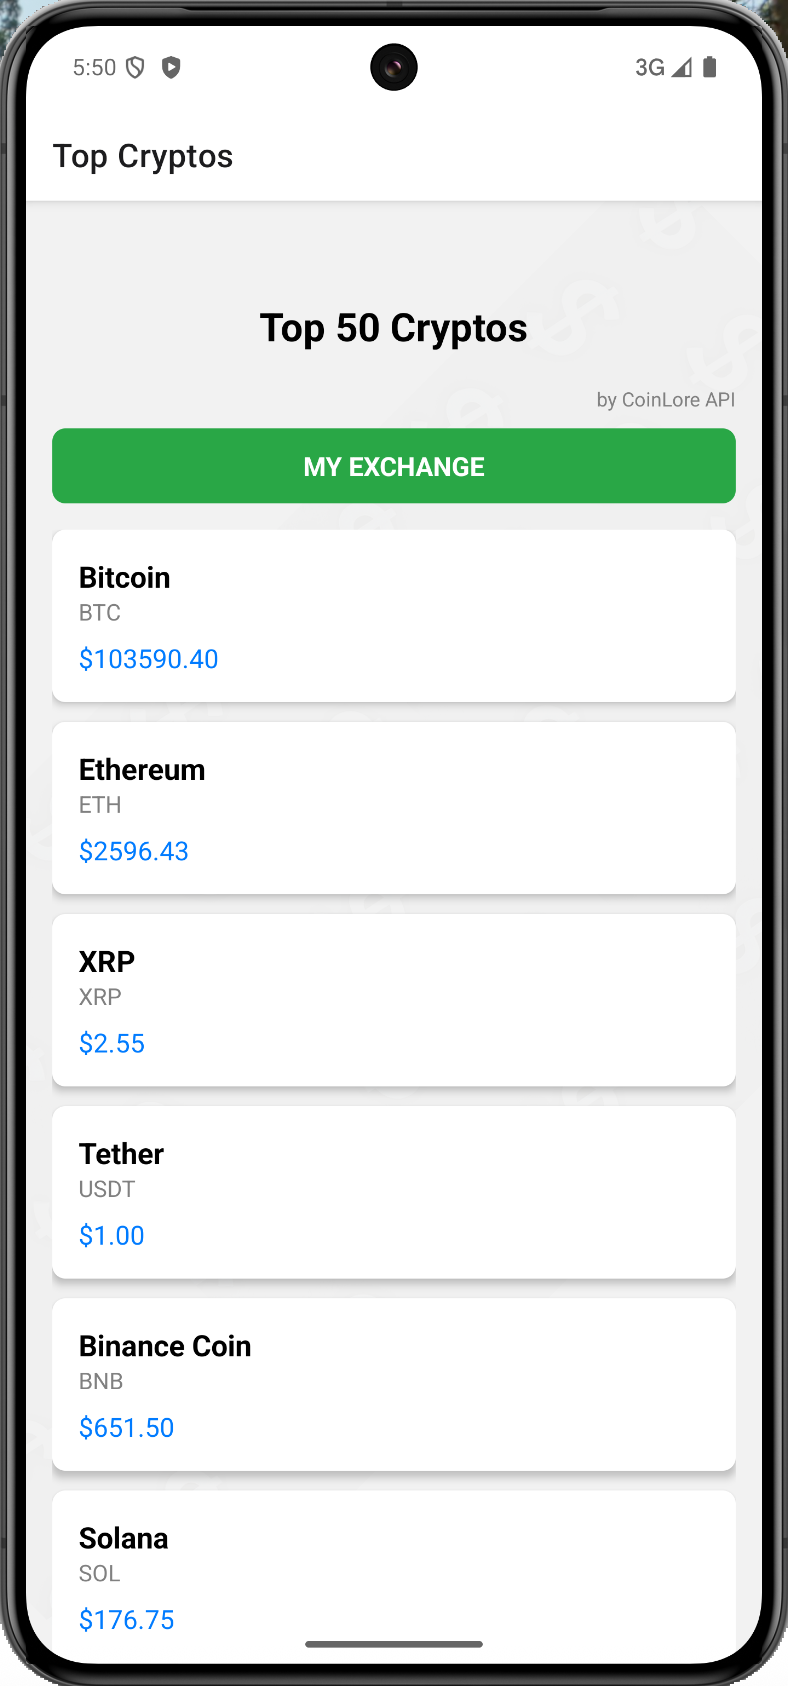 5:50
3G
Top Cryptos
Top 50 Cryptos
by CoinLore API
MY EXCHANGE
Bitcoin
BTC
$103590.40
Ethereum
ETH
$2596.43
XRP
XRP
$2.55
Tether
USDT
$1.00
Binance Coin
BNB
$651.50
Solana
SOL
$176.75